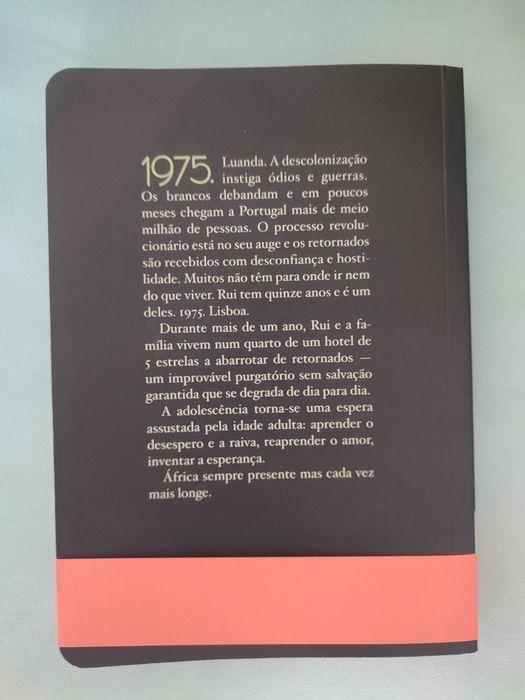 1975. Luanda. A descolonização
instiga ódios e guerras.
Os brancos debandam e em poucos
meses chegam a Portugal mais de meio
milhão de pessoas. O processo revolu-
cionário está no seu auge e os retornados
são recebidos com desconfiança e hosti-
lidade. Muitos não têm para onde ir nem
do que viver. Rui tem quinze anos e é um
deles. 1975. Lisboa.
Durante mais de um ano, Rui e a fa-
mília vivem num quarto de um hotel de
5 estrelas a abarrotar de retornados —
um improvável purgatório sem salvação
garantida que se degrada de dia para dia.
A adolescência torna-se uma espera
assustada pela idade adulta: aprender o
desespero e a raiva, reaprender o amor,
inventar a esperança.
África sempre presente mas cada vez
mais longe.